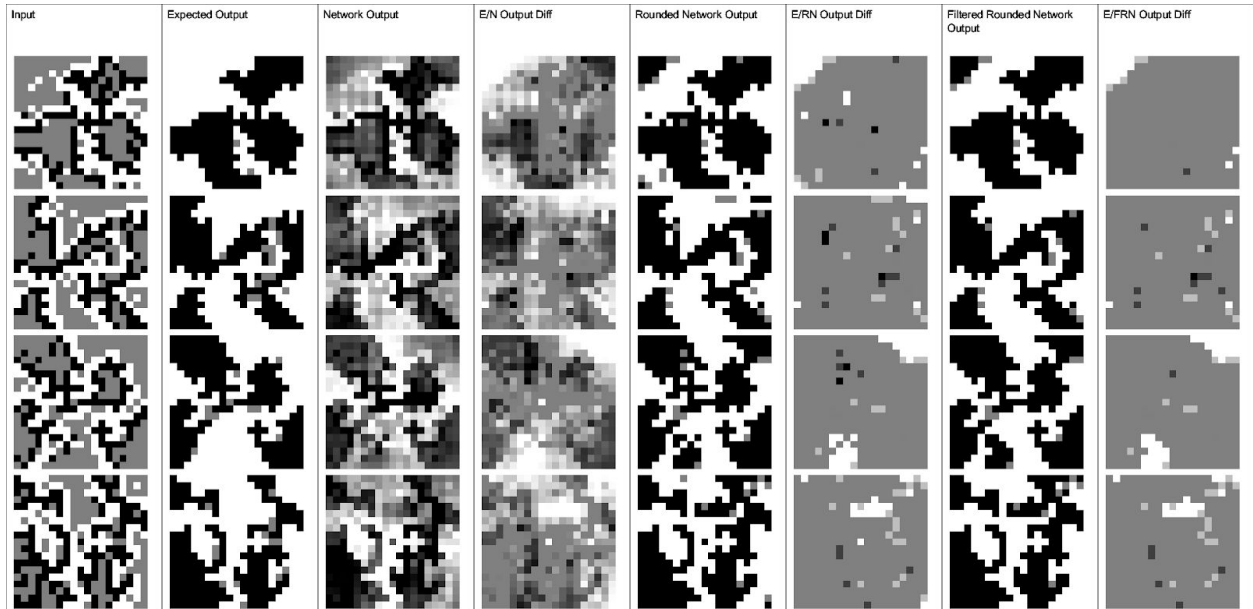 Input
Expected Output
Network Output
E/N Output Diff
Rounded Network Output
E/RN Output Diff
Filtered Rounded Network
Output
E/FRN Output Diff